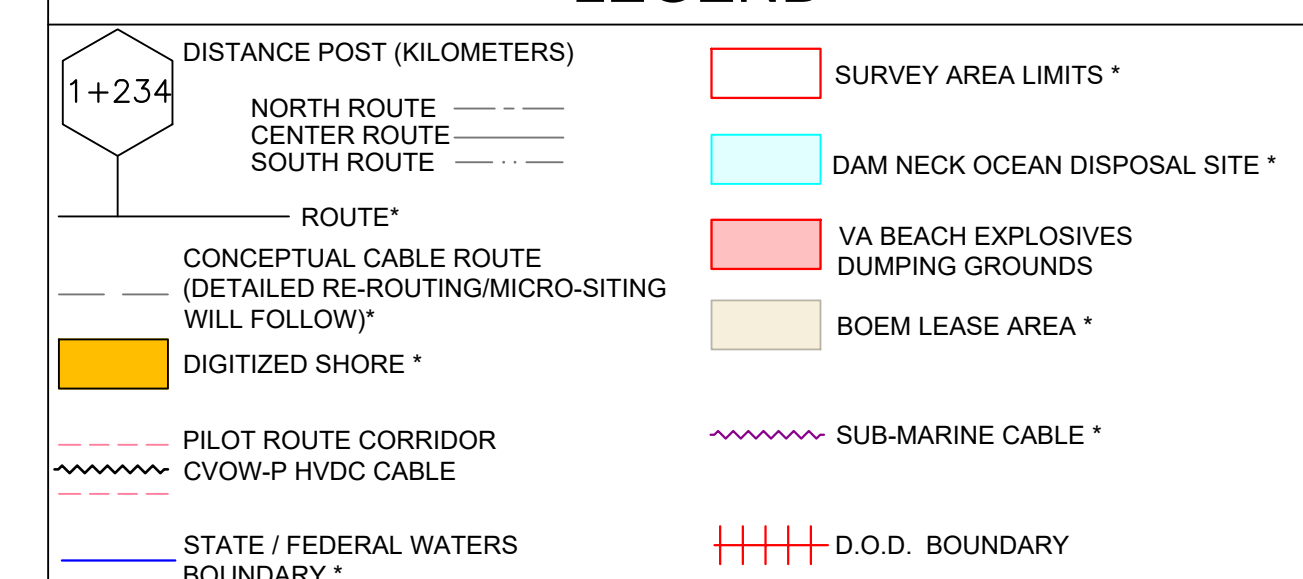 LEGEND
1+234
DISTANCE POST (KILOMETERS)
NORTH ROUTE
CENTER ROUTE
SOUTH ROUTE
ROUTE*
CONCEPTUAL CABLE ROUTE
(DETAILED RE-ROUTING/MICRO-SITING
WILL FOLLOW)*
DIGITIZED SHORE *
PILOT ROUTE CORRIDOR
CVOW-P HVDC CABLE
STATE / FEDERAL WATERS
BOUNDARY *
SURVEY AREA LIMITS *
DAM NECK OCEAN DISPOSAL SITE *
VA BEACH EXPLOSIVES
DUMPING GROUNDS
BOEM LEASE AREA *
SUB-MARINE CABLE *
D.O.D. BOUNDARY